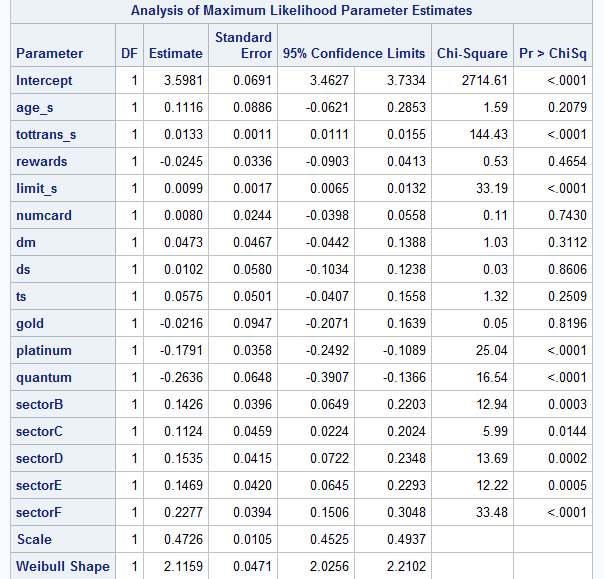 Analysis of Maximum Likelihood Parameter Estimates
Parameter DF Estimate Standard Error 95% Confidence Limits Chi-Square Pr > ChiSq
Intercept 1 3.5981 0.0691 3.4627 3.7334 2714.61 <.0001
age_s 1 0.1116 0.0886 -0.0621 0.2853 1.59 0.2079
tottrans_s 1 0.0133 0.0011 0.0111 0.0155 144.43 <.0001
rewards 1 -0.0245 0.0336 -0.0903 0.0413 0.53 0.4654
limit_s 1 0.0099 0.0017 0.0065 0.0132 33.19 <.0001
numcard 1 0.0080 0.0244 -0.0398 0.0558 0.11 0.7430
dm 1 0.0473 0.0467 -0.0442 0.1388 1.03 0.3112
ds 1 0.0102 0.0580 -0.1034 0.1238 0.03 0.8606
ts 1 0.0575 0.0501 -0.0407 0.1558 1.32 0.2509
gold 1 -0.0216 0.0947 -0.2071 0.1639 0.05 0.8196
platinum 1 -0.1791 0.0358 -0.2492 -0.1089 25.04 <.0001
quantum 1 -0.2636 0.0648 -0.3907 -0.1366 16.54 <.0001
sectorB 1 0.1426 0.0396 0.0649 0.2203 12.94 0.0003
sectorC 1 0.1124 0.0459 0.0224 0.2024 5.99 0.0144
sectorD 1 0.1535 0.0415 0.0722 0.2348 13.69 0.0002
sectorE 1 0.1469 0.0420 0.0645 0.2293 12.22 0.0005
sectorF 1 0.2277 0.0394 0.1506 0.3048 33.48 <.0001
Scale 1 0.4726 0.0105 0.4525 0.4937
Weibull Shape 1 2.1159 0.0471 2.0256 2.2102